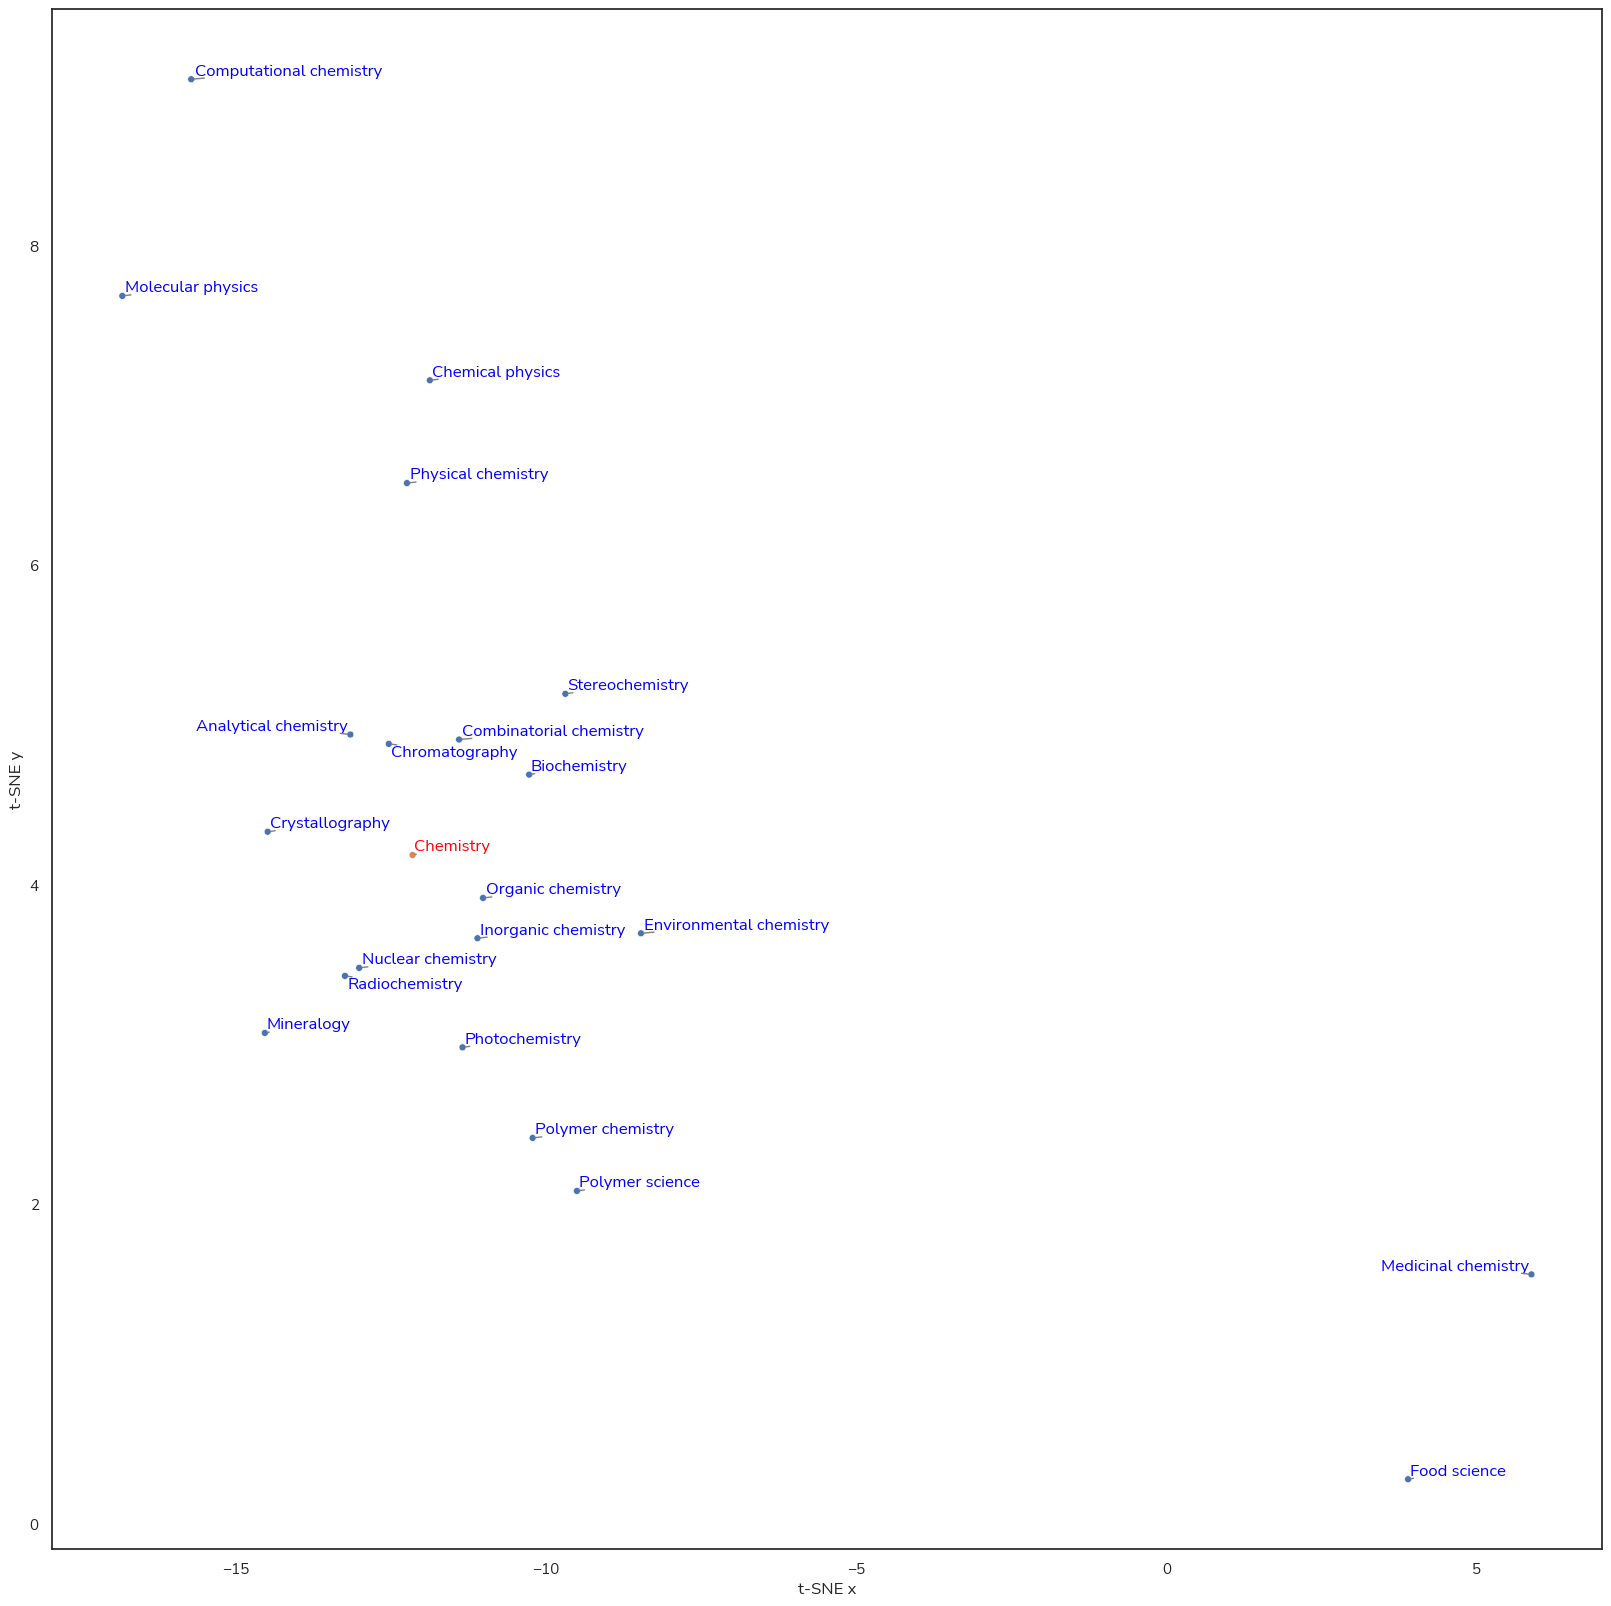 Computational chemistry
8
Molecular physics
Chemical physics
Physical chemistry
6
Stereochemistry
Analytical chemistry
Combinatorial chemistry
Chromatography
Biochemistry
t-SNE y
Crystallography
Chemistry
4
Organic chemistry
Environmental chemistry
Inorganic chemistry
Nuclear chemistry
Radiochemistry
Mineralogy
Photochemistry
Polymer chemistry
Polymer science
2
Medicinal chemistry
Food science
0
−15 −10 −5 0 5
t-SNE x